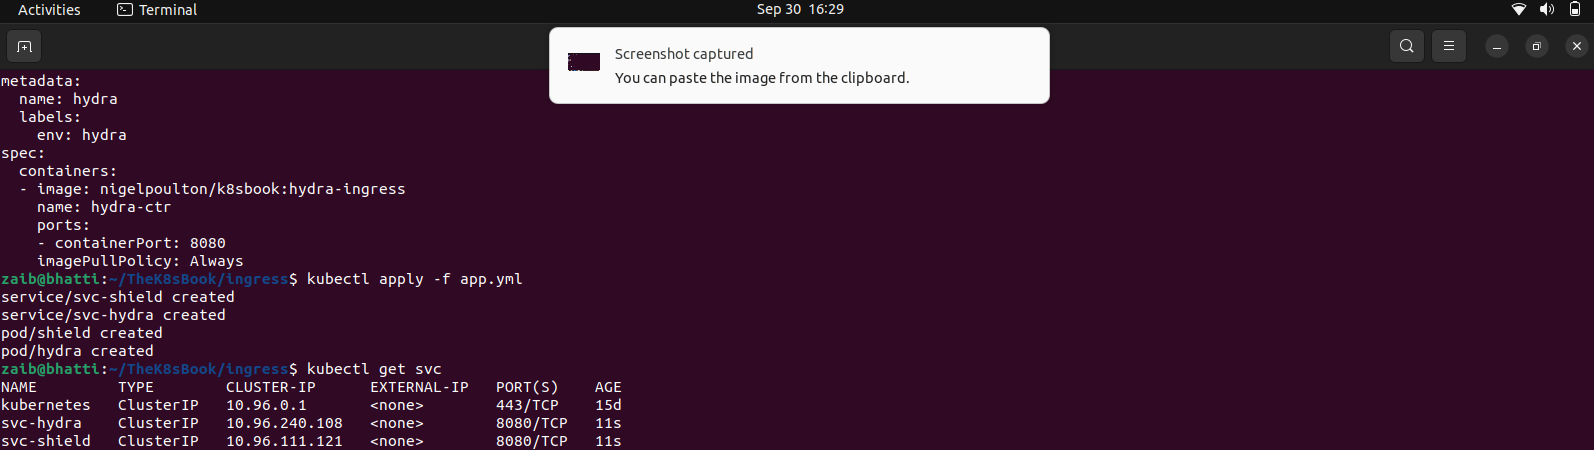 Activities Terminal Sep 30 16:29
Screenshot captured
You can paste the image from the clipboard.
metadata:
  name: hydra
  labels:
    env: hydra
spec:
  containers:
  - image: nigelpoulton/k8sbook:hydra-ingress
    name: hydra-ctr
    ports:
    - containerPort: 8080
    imagePullPolicy: Always
zaib@bhatti:~/TheK8sBook/ingress$ kubectl apply -f app.yml
service/svc-shield created
service/svc-hydra created
pod/shield created
pod/hydra created
zaib@bhatti:~/TheK8sBook/ingress$ kubectl get svc
NAME         TYPE        CLUSTER-IP      EXTERNAL-IP   PORT(S)    AGE
kubernetes   ClusterIP   10.96.0.1       <none>        443/TCP    15d
svc-hydra    ClusterIP   10.96.240.108   <none>        8080/TCP   11s
svc-shield   ClusterIP   10.96.111.121   <none>        8080/TCP   11s